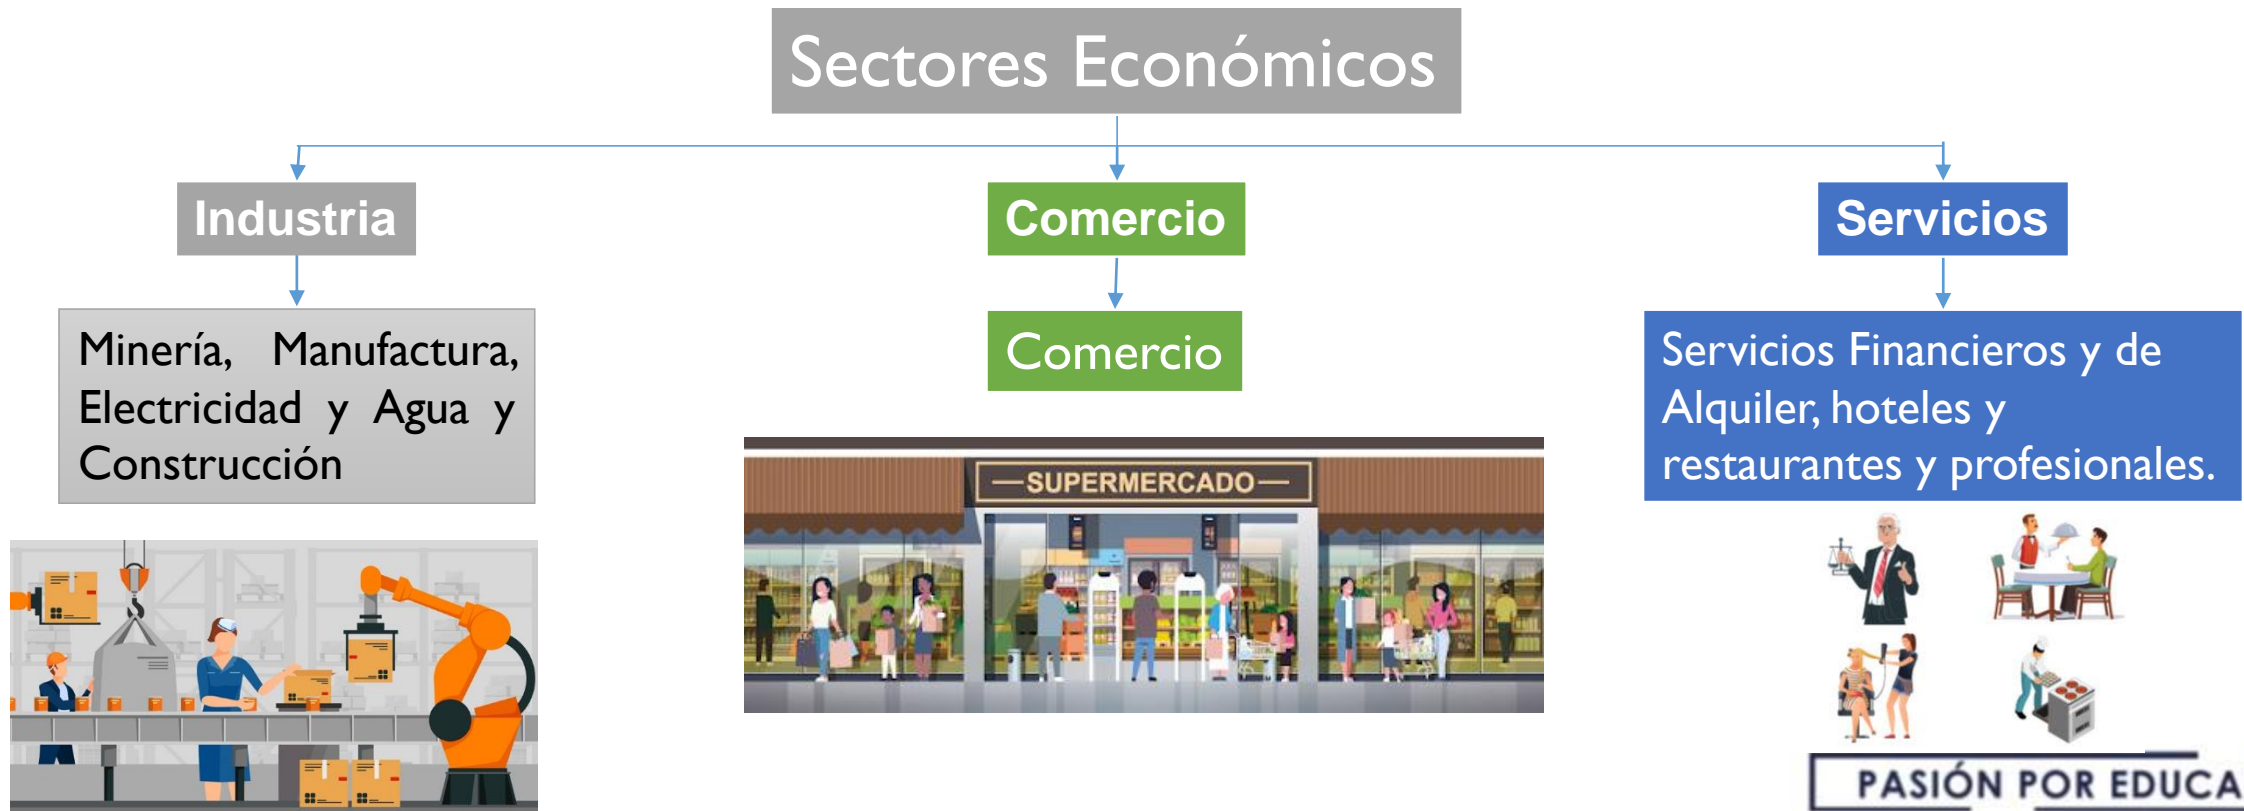 Sectores Económicos
Industria
Comercio
Servicios
Minería, Manufactura,
Electricidad y Agua y
Construcción
Comercio
Servicios Financieros y de
Alquiler, hoteles y
restaurantes y profesionales.
SUPERMERCADO
PASIÓN POR EDUCA